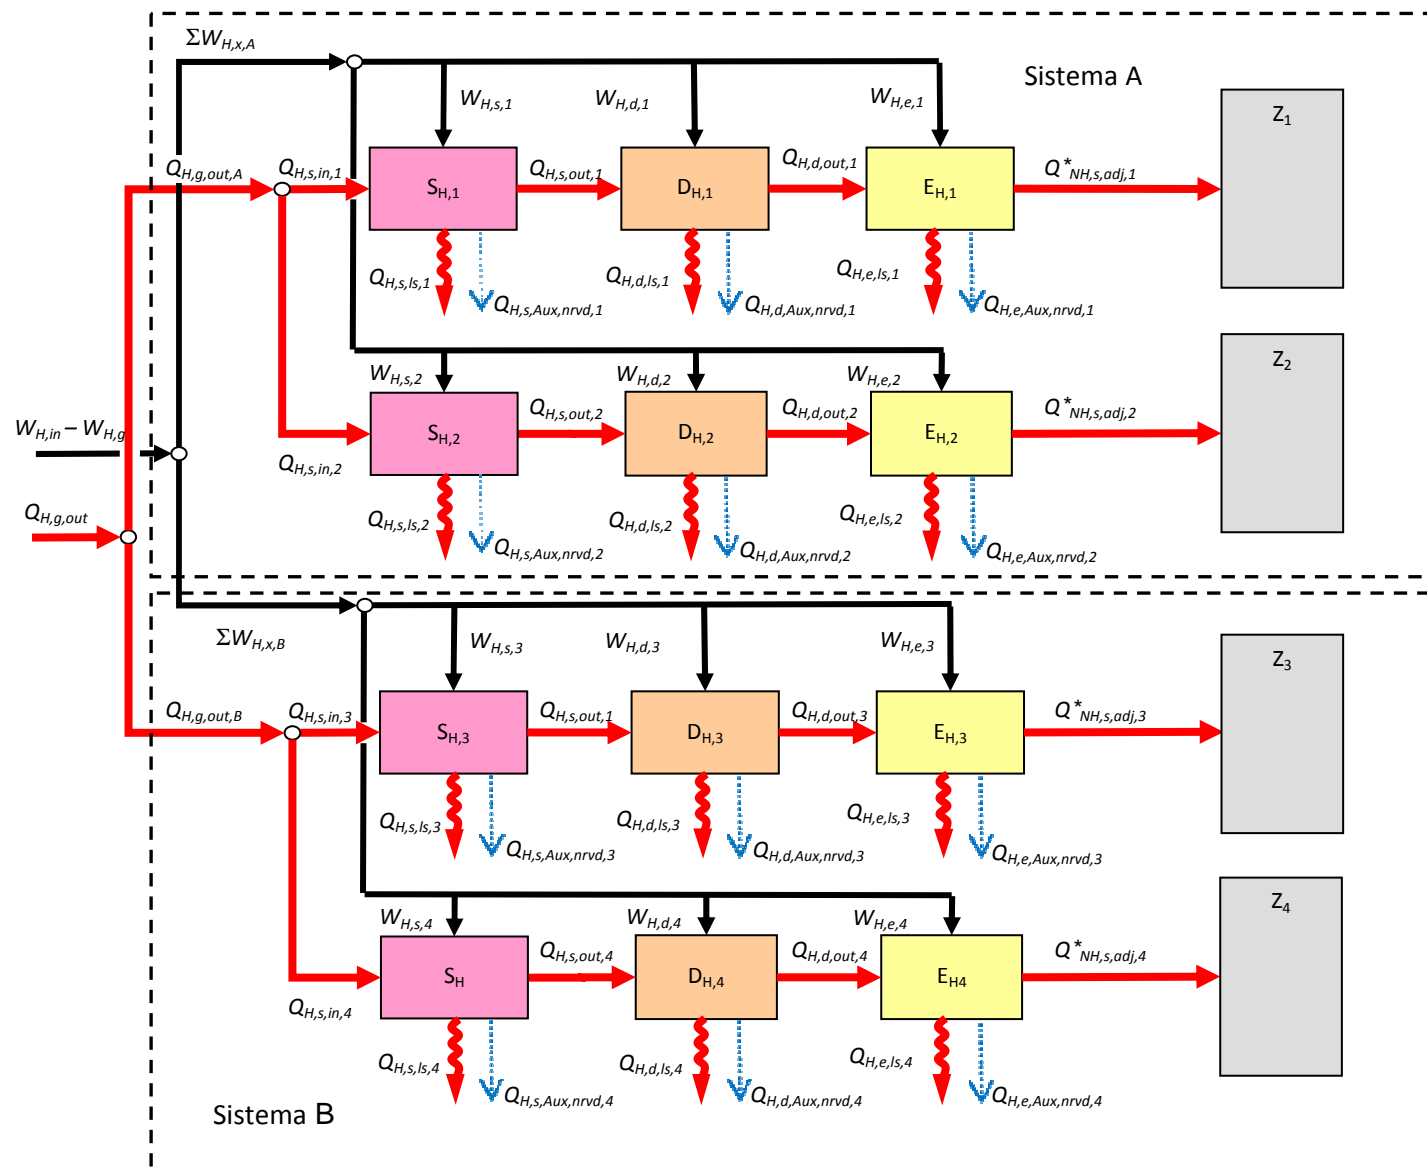 ΣW_H,x,A
Sistema A
W_H,s,1
W_H,d,1
W_H,e,1
Z_1
Q_H,g,out,A
Q_H,s,in,1
S_H,1
Q_H,s,out,1
D_H,1
Q_H,d,out,1
E_H,1
Q*_NH,s,adj,1
Q_H,s,ls,1
Q_H,s,Aux,nrvd,1
Q_H,d,ls,1
Q_H,d,Aux,nrvd,1
Q_H,e,ls,1
Q_H,e,Aux,nrvd,1
W_H,s,2
W_H,d,2
W_H,e,2
Z_2
W_H,in – W_H,g
Q_H,s,in,2
S_H,2
Q_H,s,out,2
D_H,2
Q_H,d,out,2
E_H,2
Q*_NH,s,adj,2
Q_H,g,out
Q_H,s,ls,2
Q_H,s,Aux,nrvd,2
Q_H,d,ls,2
Q_H,d,Aux,nrvd,2
Q_H,e,ls,2
Q_H,e,Aux,nrvd,2
ΣW_H,x,B
W_H,s,3
W_H,d,3
W_H,e,3
Z_3
Q_H,g,out,B
Q_H,s,in,3
S_H,3
Q_H,s,out,1
D_H,3
Q_H,d,out,3
E_H,3
Q*_NH,s,adj,3
Q_H,s,ls,3
Q_H,s,Aux,nrvd,3
Q_H,d,ls,3
Q_H,d,Aux,nrvd,3
Q_H,e,ls,3
Q_H,e,Aux,nrvd,3
W_H,s,4
W_H,d,4
W_H,e,4
Z_4
Q_H,s,in,4
S_H
Q_H,s,out,4
D_H,4
Q_H,d,out,4
E_H4
Q*_NH,s,adj,4
Q_H,s,ls,4
Q_H,s,Aux,nrvd,4
Q_H,d,ls,4
Q_H,d,Aux,nrvd,4
Q_H,e,ls,4
Q_H,e,Aux,nrvd,4
Sistema B